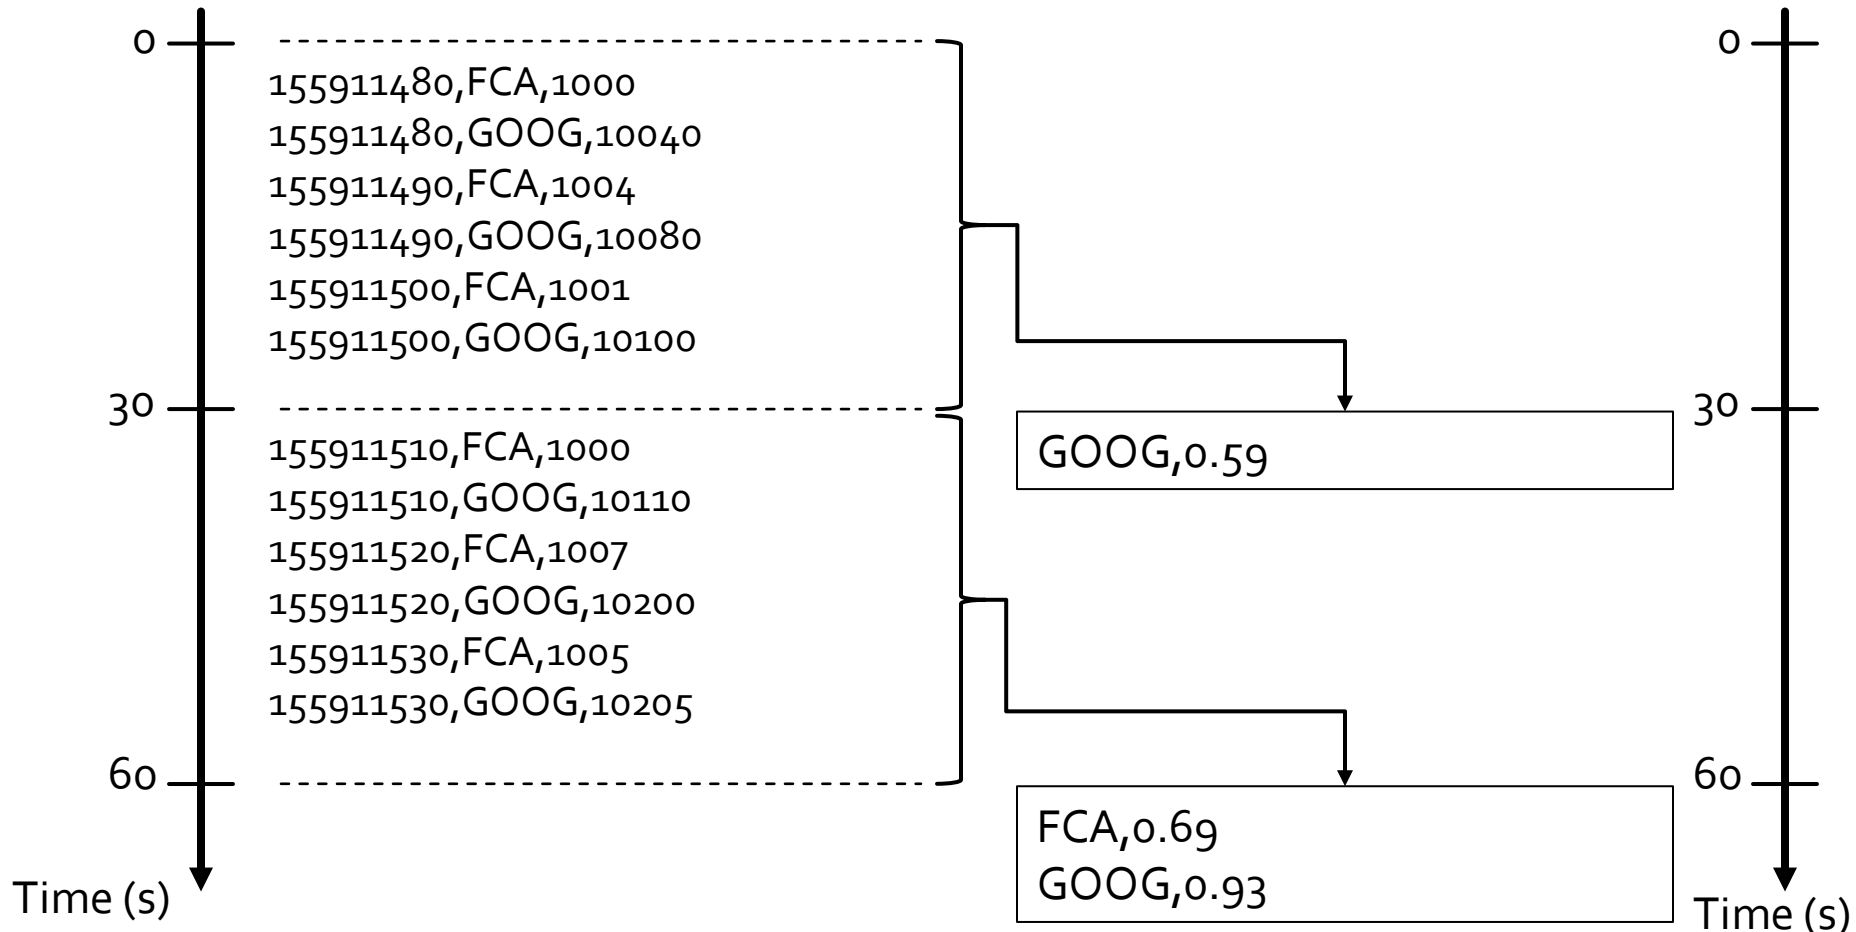 0
155911480,FCA,1000
155911480,GOOG,10040
155911490,FCA,1004
155911490,GOOG,10080
155911500,FCA,1001
155911500,GOOG,10100
30
155911510,FCA,1000
155911510,GOOG,10110
155911520,FCA,1007
155911520,GOOG,10200
155911530,FCA,1005
155911530,GOOG,10205
60
Time (s)
0
GOOG,0.59
30
FCA,0.69
GOOG,0.93
60
Time (s)